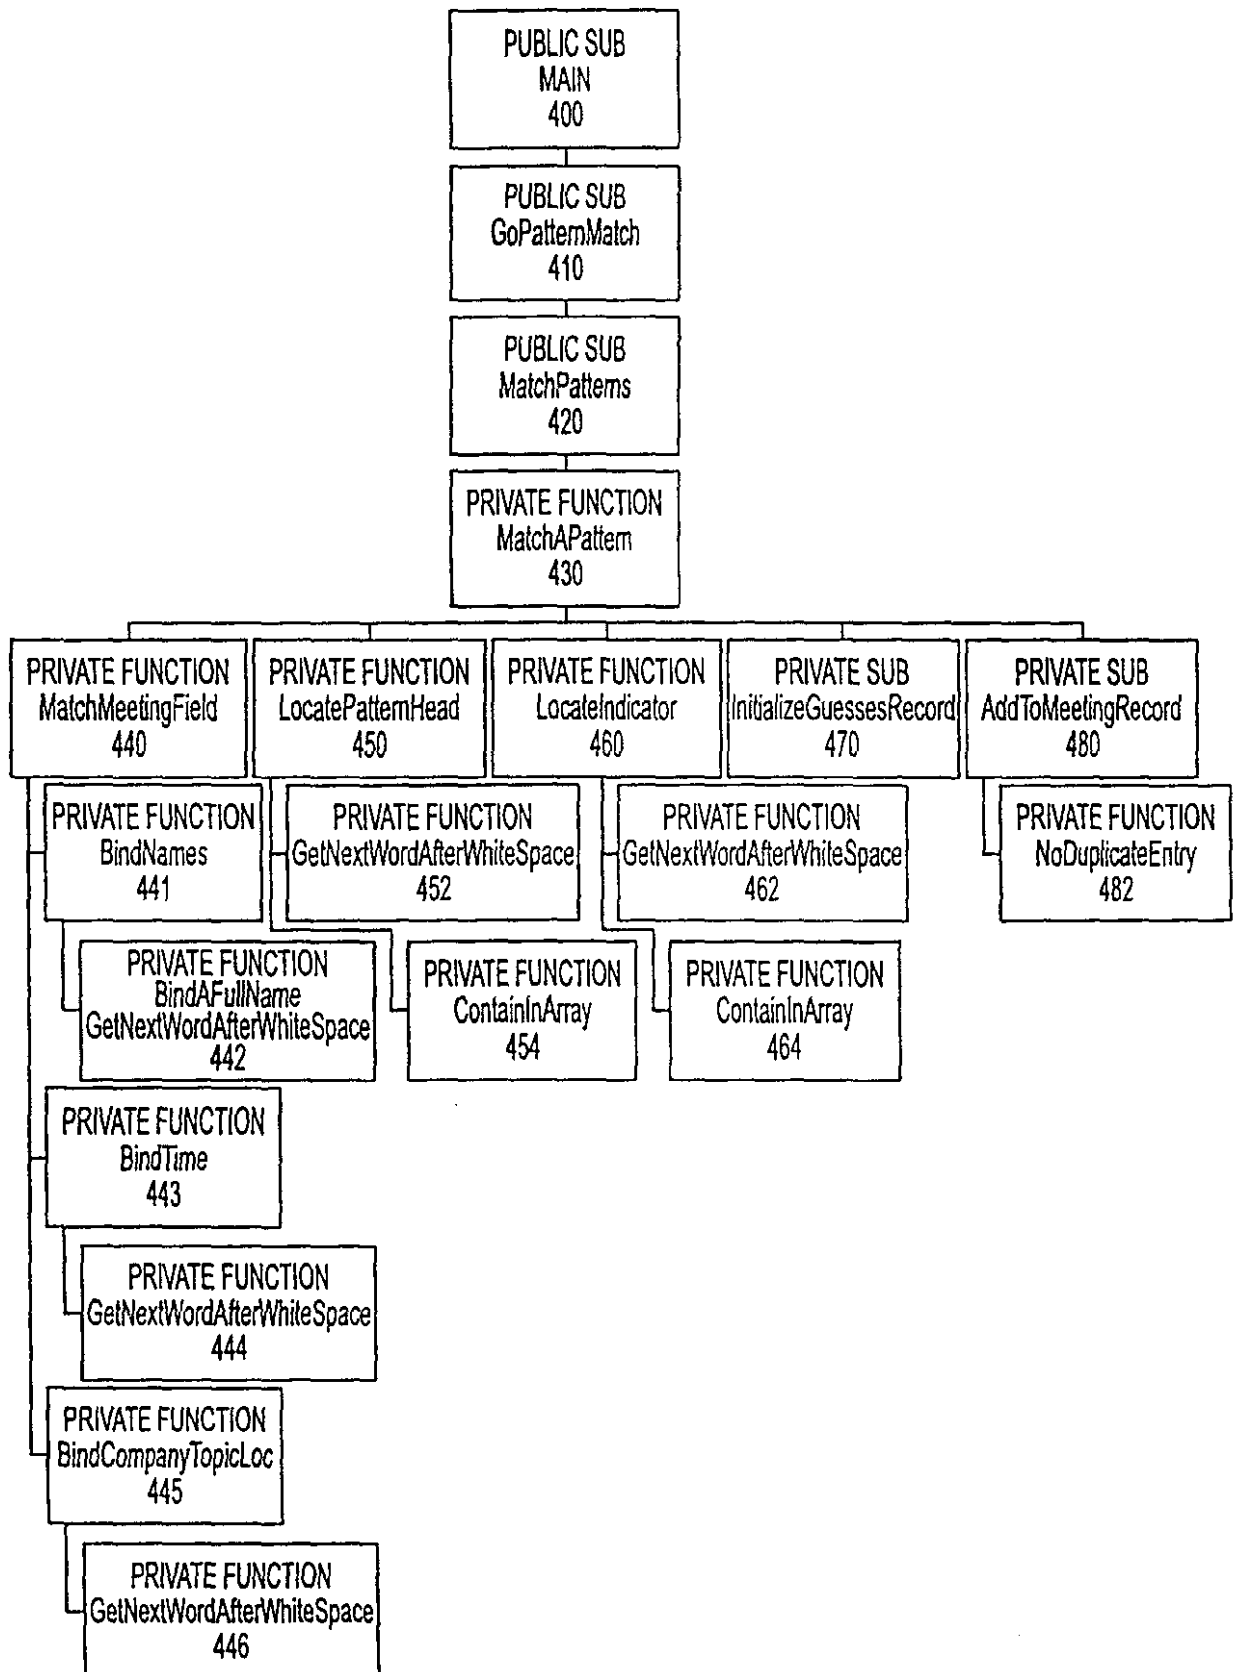 PUBLIC SUB
MAIN
400
PUBLIC SUB
GoPatternMatch
410
PUBLIC SUB
MatchPatterns
420
PRIVATE FUNCTION
MatchAPattern
430
PRIVATE FUNCTION
MatchMeetingField
440
PRIVATE FUNCTION
LocatePatternHead
450
PRIVATE FUNCTION
LocateIndicator
460
PRIVATE SUB
InitializeGuessesRecord
470
PRIVATE SUB
AddToMeetingRecord
480
PRIVATE FUNCTION
BindNames
441
PRIVATE FUNCTION
GetNextWordAfterWhiteSpace
452
PRIVATE FUNCTION
GetNextWordAfterWhiteSpace
462
PRIVATE FUNCTION
NoDuplicateEntry
482
PRIVATE FUNCTION
BindAFullName
GetNextWordAfterWhiteSpace
442
PRIVATE FUNCTION
ContainInArray
454
PRIVATE FUNCTION
ContainInArray
464
PRIVATE FUNCTION
BindTime
443
PRIVATE FUNCTION
GetNextWordAfterWhiteSpace
444
PRIVATE FUNCTION
BindCompanyTopicLoc
445
PRIVATE FUNCTION
GetNextWordAfterWhiteSpace
446